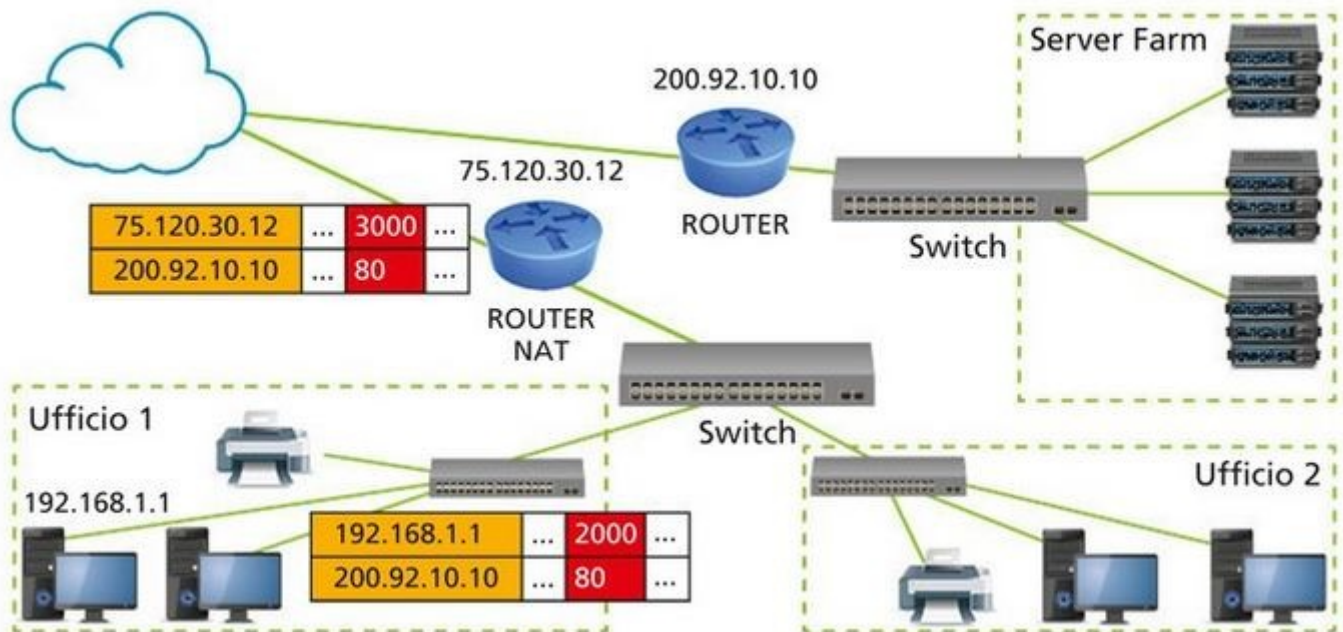 Server Farm
200.92.10.10
75.120.30.12
ROUTER
Switch
75.120.30.12 ... 3000 ...
200.92.10.10 ... 80 ...
ROUTER
NAT
Switch
Ufficio 1
192.168.1.1
192.168.1.1 ... 2000 ...
200.92.10.10 ... 80 ...
Ufficio 2